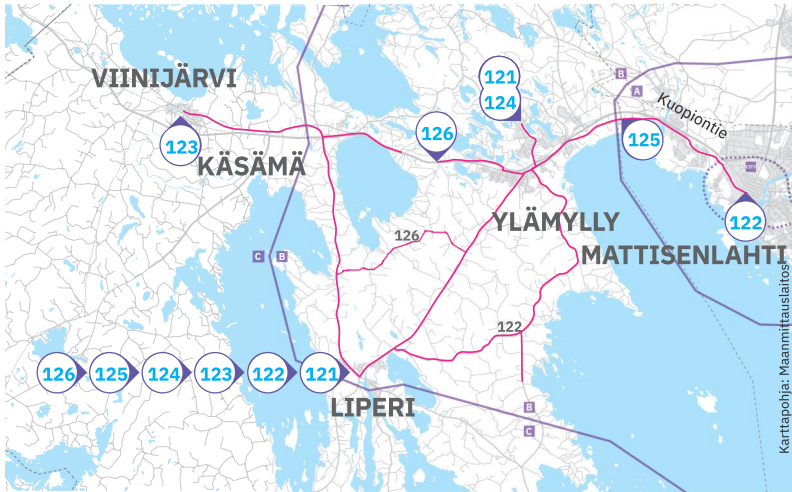 VIINIJÄRVI
121
124
B
A
Kuopiontie
126
125
123
KÄSÄMÄ
122
YLÄMYLLY
126
MATTISENLAHTI
C B
122
126 125 124 123 122 121
LIPERI
B
C
Karttapohja: Maanmittauslaitos